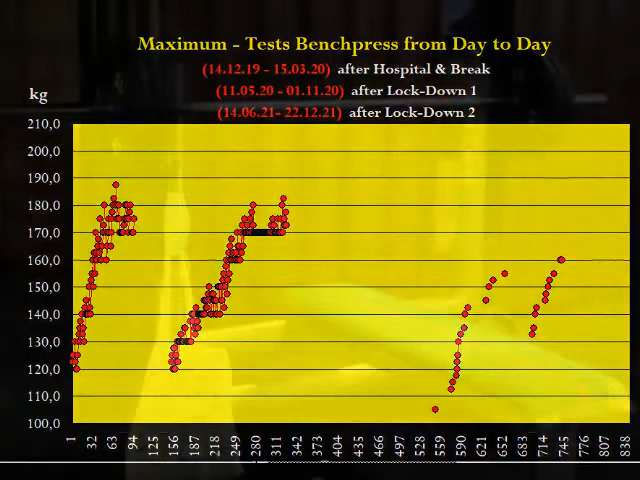 Maximum - Tests Benchpress from Day to Day
(14.12.19 - 15.03.20) after Hospital & Break
(11.05.20 - 01.11.20) after Lock-Down 1
(14.06.21- 22.12.21) after Lock-Down 2
kg
210,0
200,0
190,0
180,0
170,0
160,0
150,0
140,0
130,0
120,0
110,0
100,0
1 32 63 94 125 156 187 218 249 280 311 342 373 404 435 466 497 528 559 590 621 652 683 714 745 776 807 838